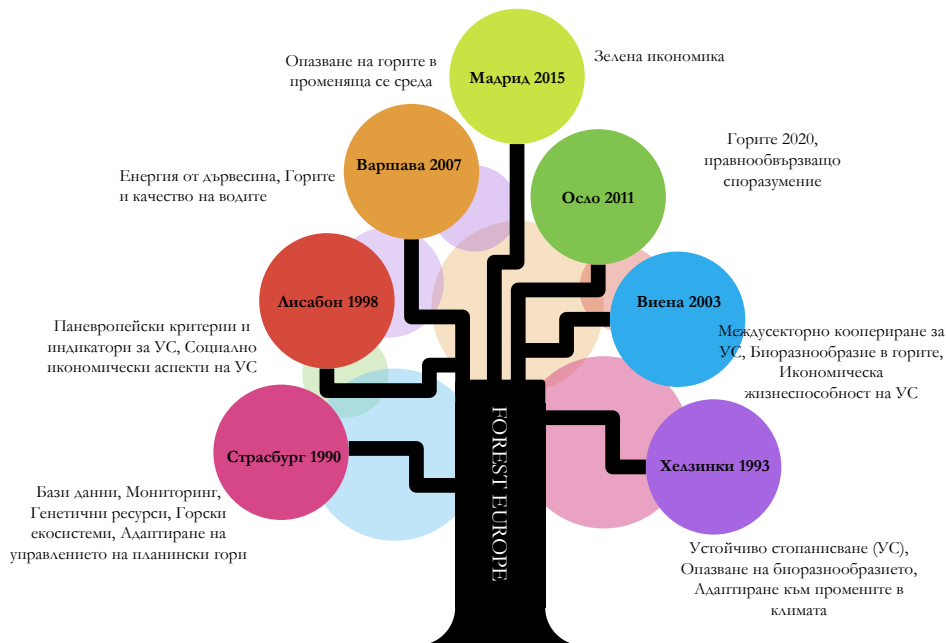 Мадрид 2015
Зелена икономика
Опазване на горите в
променяща се среда
Варшава 2007
Енергия от дървесина, Горите
и качество на водите
Горите 2020,
правнообвързващо
споразумение
Осло 2011
Лисабон 1998
Паневропейски критерии и
индикатори за УС, Социално
икономически аспекти на УС
Виена 2003
Междусекторно коопериране за
УС, Биоразнообразие в горите,
Икономическа
жизнеспособност на УС
FOREST EUROPE
Страсбург 1990
Бази данни, Мониторинг,
Генетични ресурси, Горски
екосистеми, Адаптиране на
управлението на планински гори
Хелзинки 1993
Устойчиво стопанисване (УС),
Опазване на биоразнообразието,
Адаптиране към промените в
климата